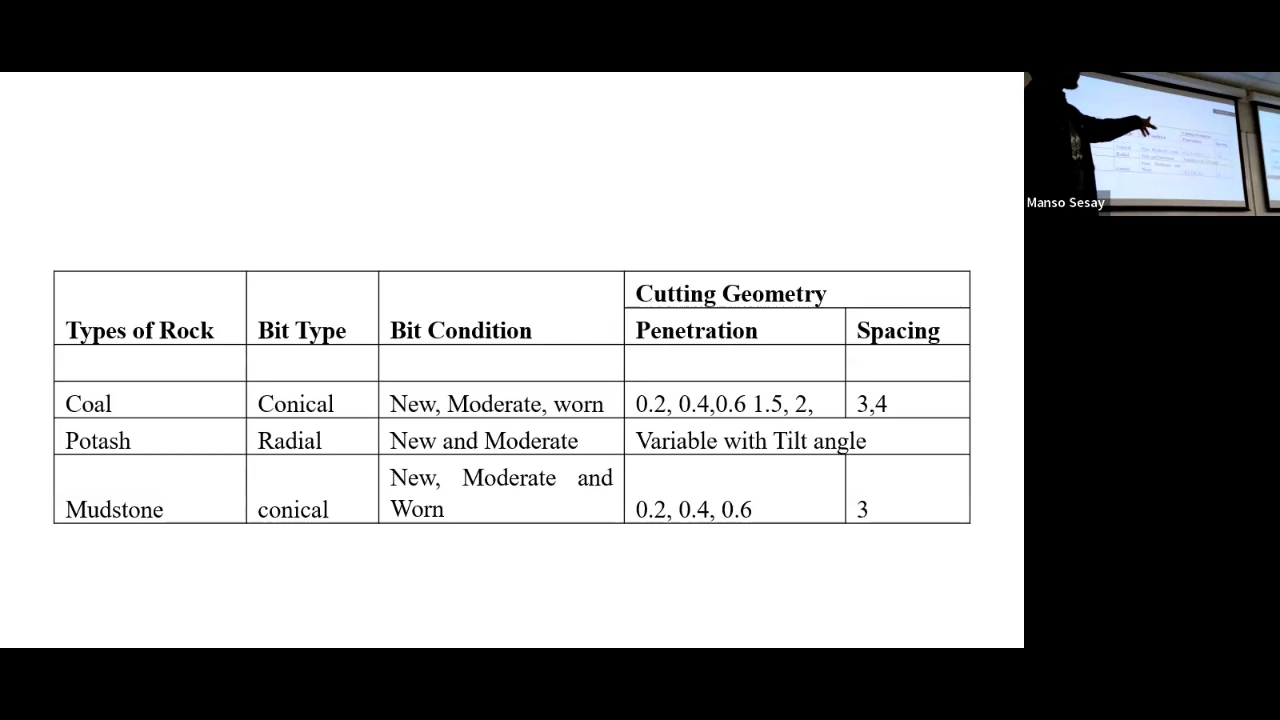 Cutting Geometry
Types of Rock Bit Type Bit Condition Penetration Spacing
Coal Conical New, Moderate, worn 0.2, 0.4,0.6 1.5, 2, 3,4
Potash Radial New and Moderate Variable with Tilt angle
New, Moderate and
Mudstone conical Worn 0.2, 0.4, 0.6 3
Manso Sesay